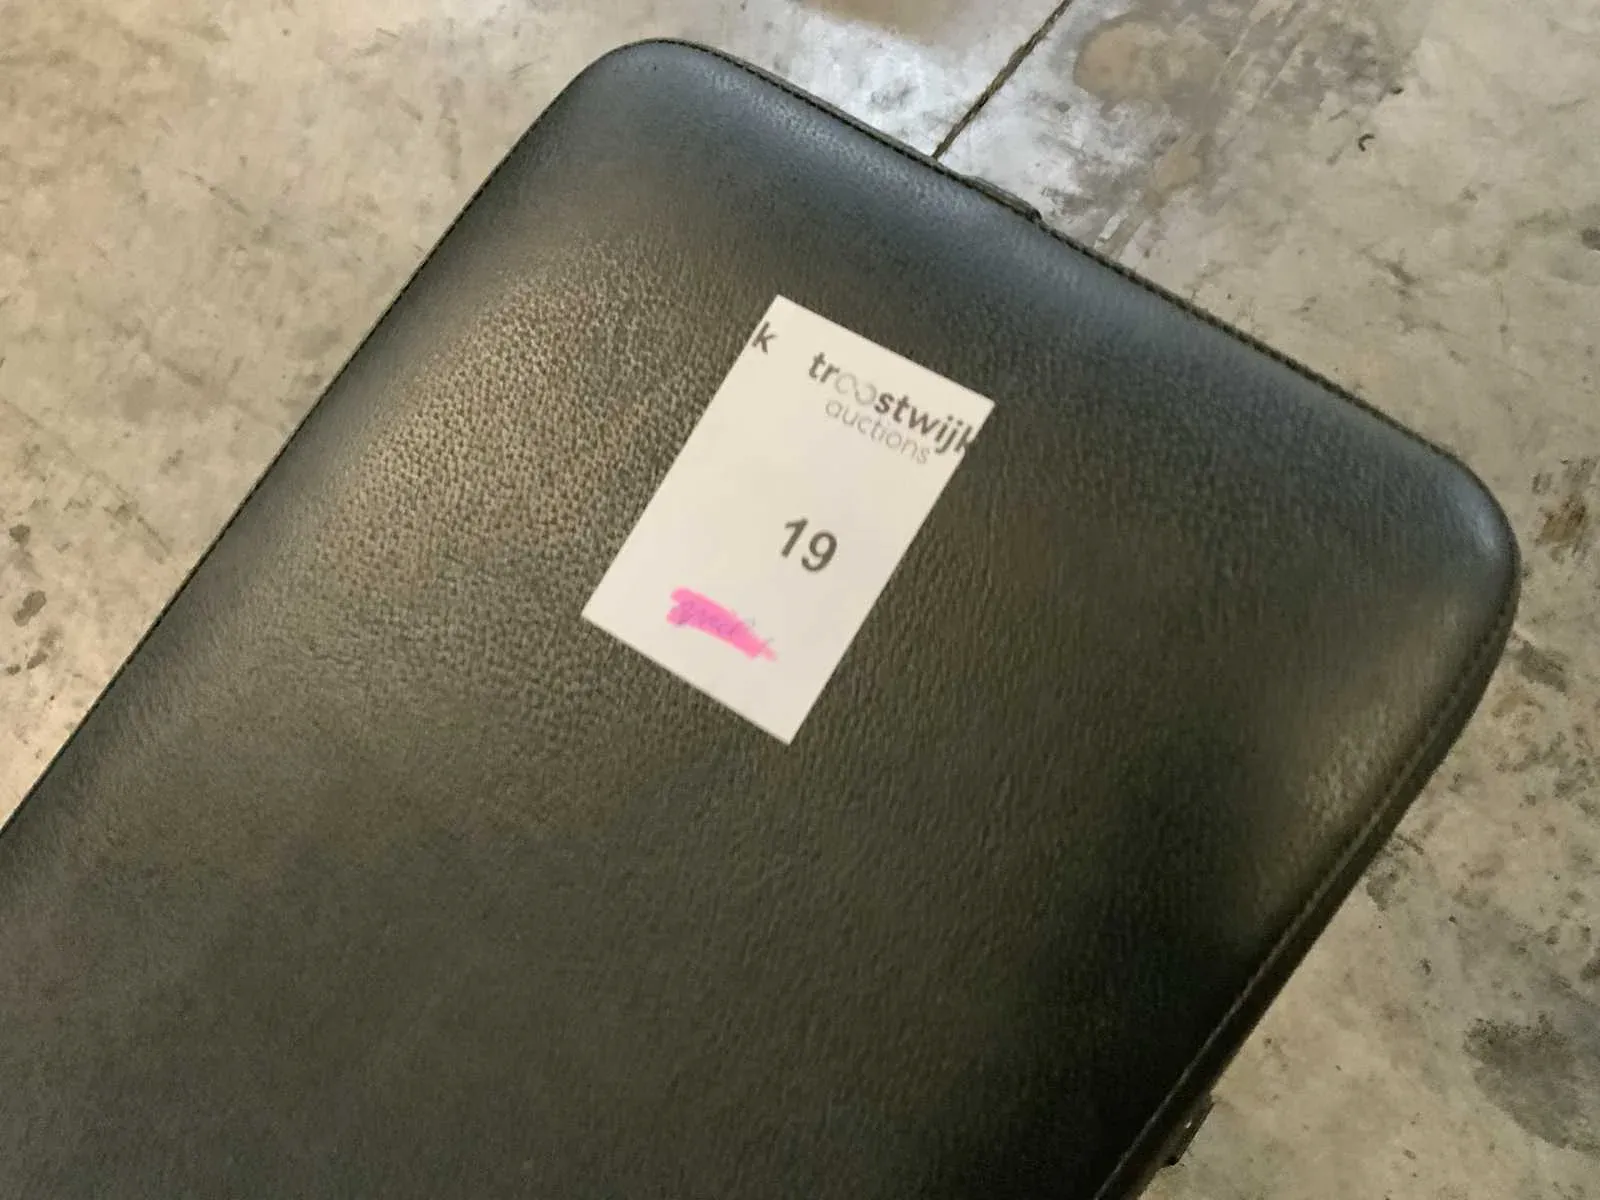 k troostwijk
auctions
19